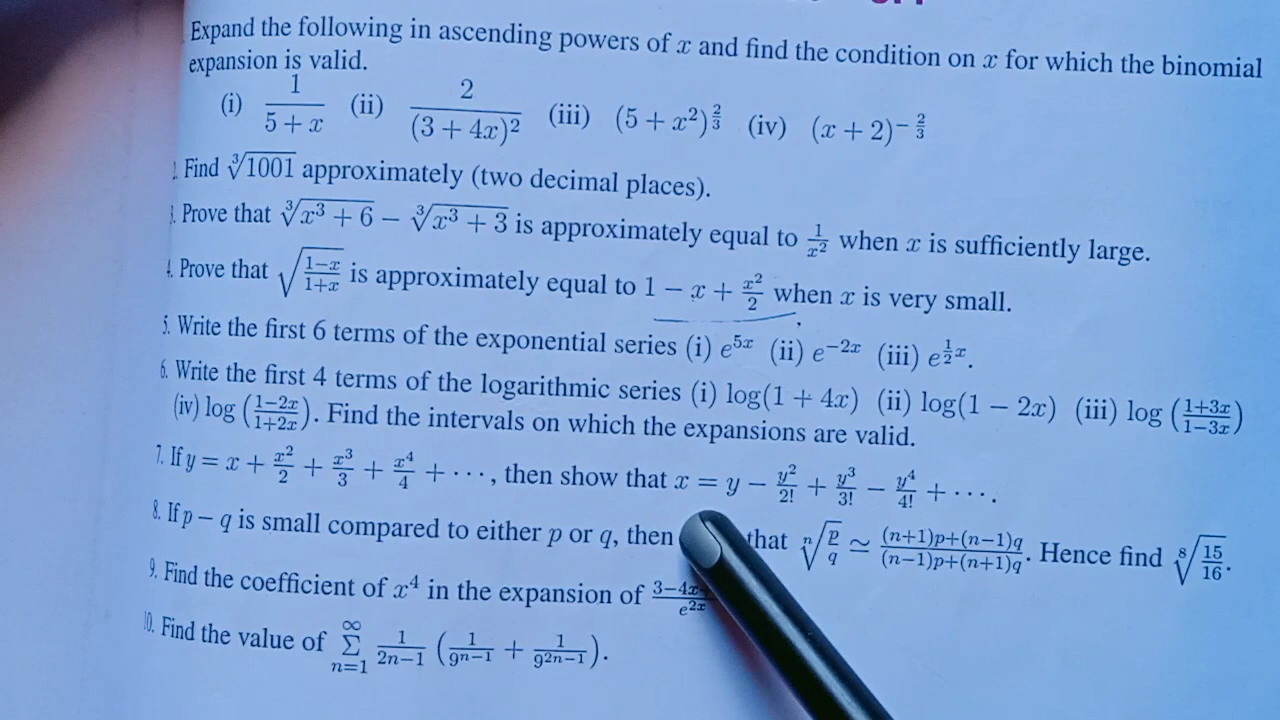 Expand the following in ascending powers of x and find the condition on x for which the binomial
expansion is valid.
(i) 1/(5 + x) (ii) 2/(3 + 4x)² (iii) (5 + x²)^(2/3) (iv) (x + 2)^(−2/3)
Find ∛1001 approximately (two decimal places).
3. Prove that ∛(x³ + 6) − ∛(x³ + 3) is approximately equal to 1/x² when x is sufficiently large.
4. Prove that √((1−x)/(1+x)) is approximately equal to 1 − x + x²/2 when x is very small.
5. Write the first 6 terms of the exponential series (i) e^(5x) (ii) e^(−2x) (iii) e^(½x).
6. Write the first 4 terms of the logarithmic series (i) log(1 + 4x) (ii) log(1 − 2x) (iii) log ((1+3x)/(1−3x))
(iv) log ((1−2x)/(1+2x)). Find the intervals on which the expansions are valid.
7. If y = x + x²/2 + x³/3 + x⁴/4 + ···, then show that x = y − y²/2! + y³/3! − y⁴/4! + ···.
8. If p − q is small compared to either p or q, then that ⁿ√(p/q) ≃ ((n+1)p+(n−1)q)/((n−1)p+(n+1)q). Hence find ⁸√(15/16).
9. Find the coefficient of x⁴ in the expansion of 3−4x / e^(2x)
10. Find the value of ∑_(n=1)^∞ 1/(2n−1) (1/9^(n−1) + 1/9^(2n−1)).